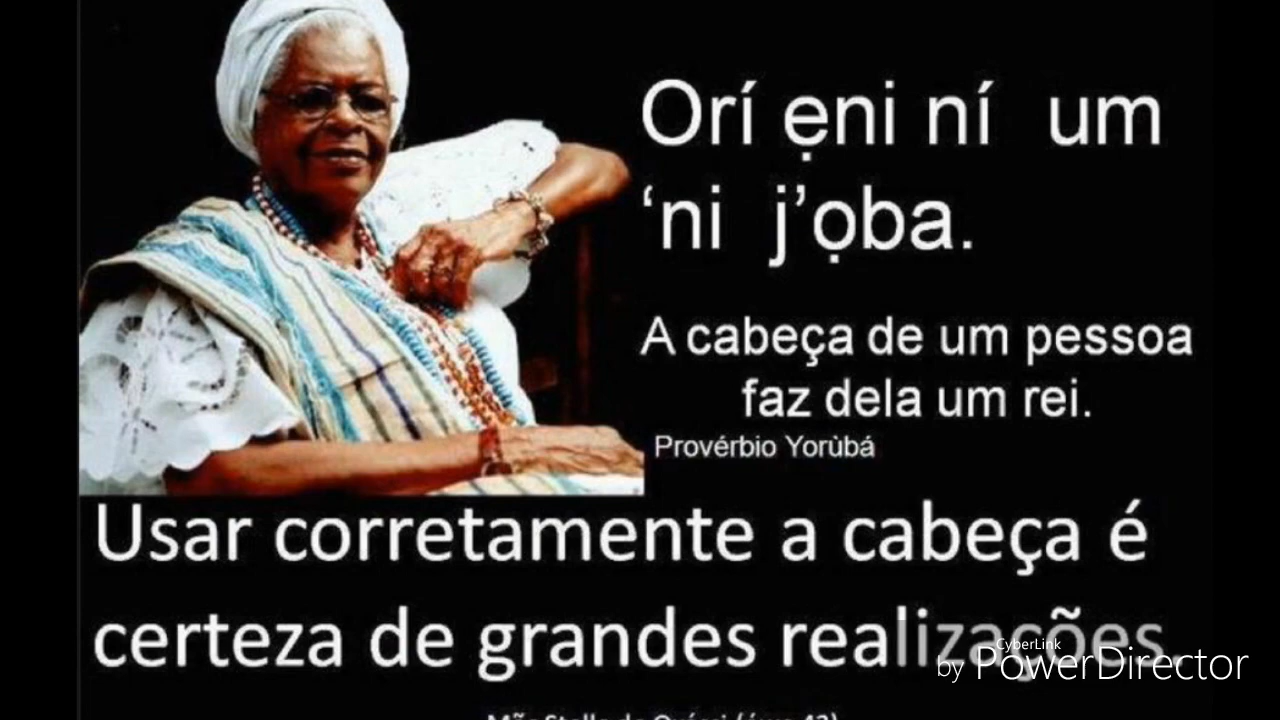 Orí ẹni ní um
‘ni j’ọba.
A cabeça de um pessoa
faz dela um rei.
Provérbio Yorùbá
Usar corretamente a cabeça é
certeza de grandes realizações.
CyberLink
by PowerDirector